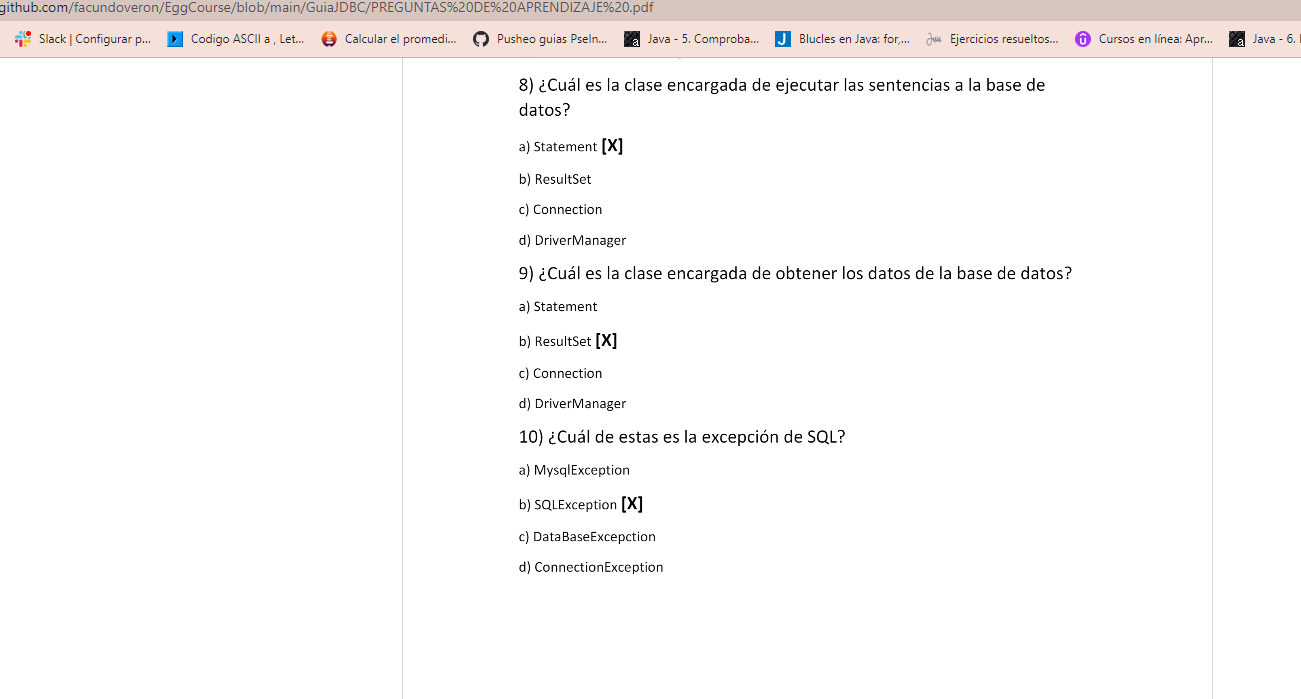 github.com/facundoveron/EggCourse/blob/main/GuiaJDBC/PREGUNTAS%20DE%20APRENDIZAJE%20.pdf
Slack | Configurar p... Codigo ASCII a , Let... Calcular el promedi... Pusheo guias PseIn... Java - 5. Comproba... Blucles en Java: for,... Ejercicios resueltos... Cursos en línea: Apr... Java - 6.
8) ¿Cuál es la clase encargada de ejecutar las sentencias a la base de
datos?
a) Statement [X]
b) ResultSet
c) Connection
d) DriverManager
9) ¿Cuál es la clase encargada de obtener los datos de la base de datos?
a) Statement
b) ResultSet [X]
c) Connection
d) DriverManager
10) ¿Cuál de estas es la excepción de SQL?
a) MysqlException
b) SQLException [X]
c) DataBaseExcepction
d) ConnectionException